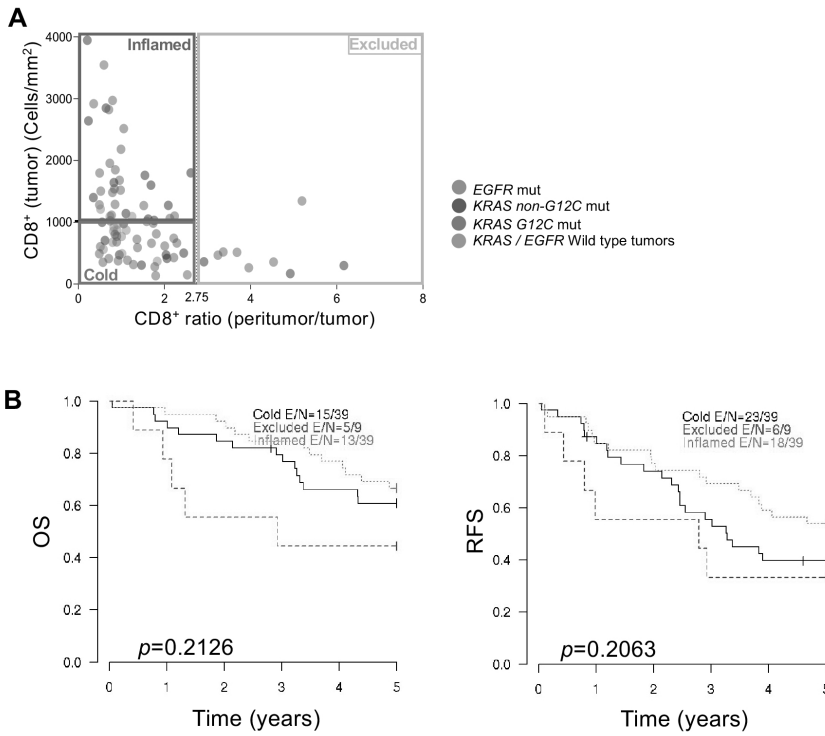 A
CD8+ (tumor) (Cells/mm2)
4000
3000
2000
1000
0
Inflamed
Excluded
Cold
0
2
2.75
4
6
8
CD8+ ratio (peritumor/tumor)
EGFR mut
KRAS non-G12C mut
KRAS G12C mut
KRAS / EGFR Wild type tumors
B
OS
1.0
0.8
0.6
0.4
0.2
0.0
Cold E/N=15/39
Excluded E/N=5/9
Inflamed E/N=13/39
p=0.2126
0
1
2
3
4
5
Time (years)
RFS
1.0
0.8
0.6
0.4
0.2
0.0
Cold E/N=23/39
Excluded E/N=6/9
Inflamed E/N=18/39
p=0.2063
0
1
2
3
4
5
Time (years)